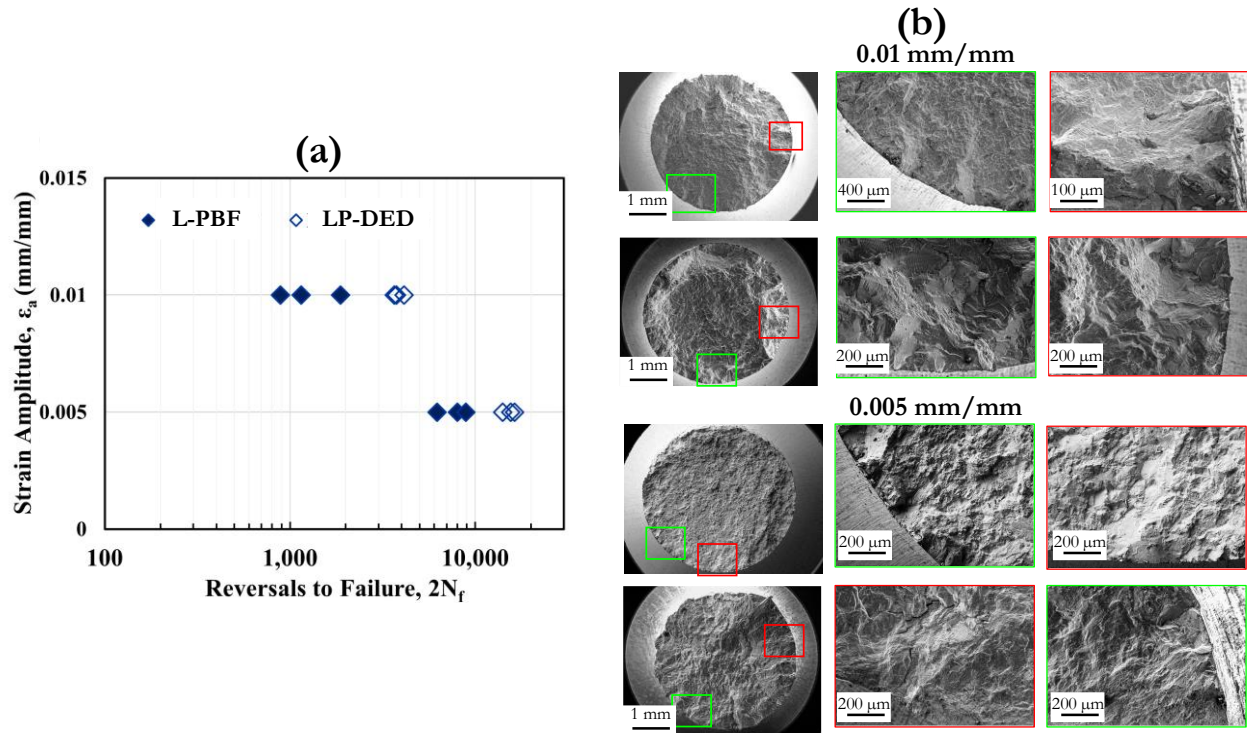 (a)
0.015
0.01
0.005
0
L-PBF
LP-DED
Strain Amplitude, εa (mm/mm)
100
1,000
10,000
Reversals to Failure, 2Nf
(b)
0.01 mm/mm
1 mm
400 µm
100 µm
1 mm
200 µm
200 µm
0.005 mm/mm
1 mm
200 µm
200 µm
1 mm
200 µm
200 µm